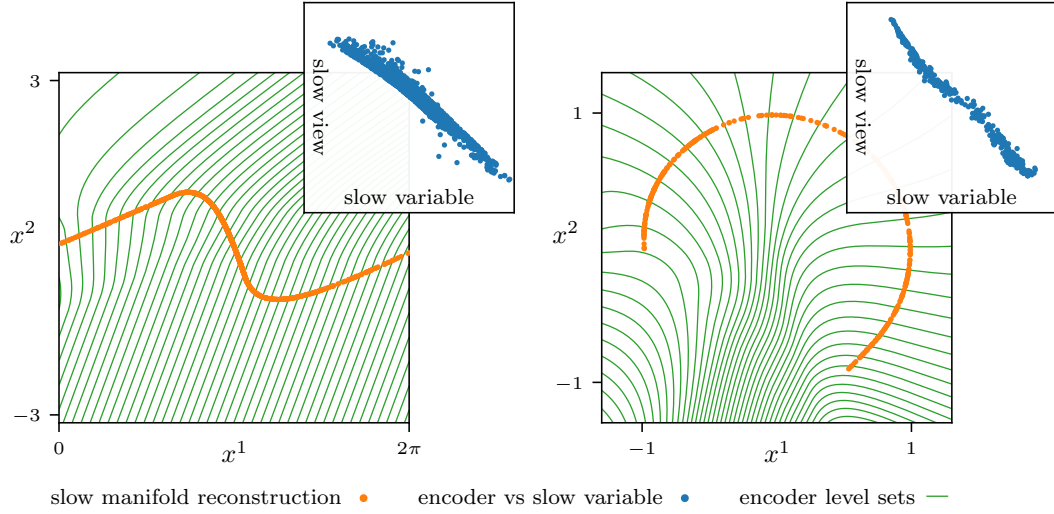 slow view
slow variable
3
x²
−3
0
x¹
2π
slow view
slow variable
1
x²
−1
−1
x¹
1
slow manifold reconstruction
encoder vs slow variable
encoder level sets